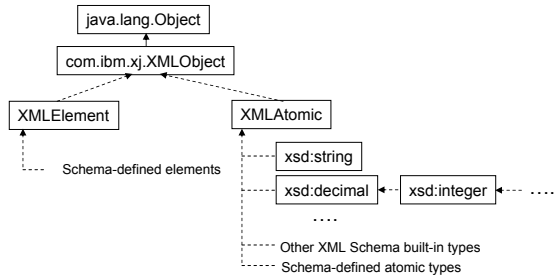 java.lang.Object
com.ibm.xj.XMLObject
XMLElement
XMLAtomic
Schema-defined elements
xsd:string
xsd:decimal
xsd:integer
....
....
Other XML Schema built-in types
Schema-defined atomic types